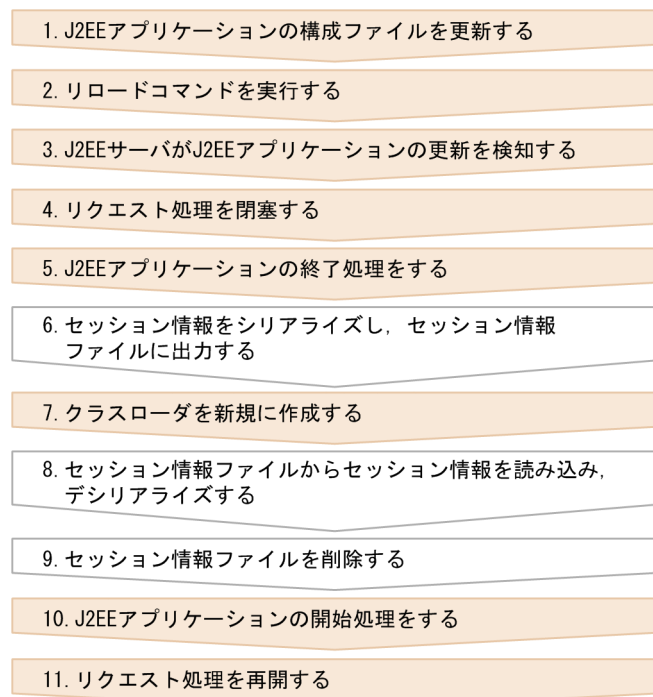 1. J2EEアプリケーションの構成ファイルを更新する
2. リロードコマンドを実行する
3. J2EEサーバがJ2EEアプリケーションの更新を検知する
4. リクエスト処理を閉塞する
5. J2EEアプリケーションの終了処理をする
6. セッション情報をシリアライズし，セッション情報
ファイルに出力する
7. クラスローダを新規に作成する
8. セッション情報ファイルからセッション情報を読み込み，
デシリアライズする
9. セッション情報ファイルを削除する
10. J2EEアプリケーションの開始処理をする
11. リクエスト処理を再開する